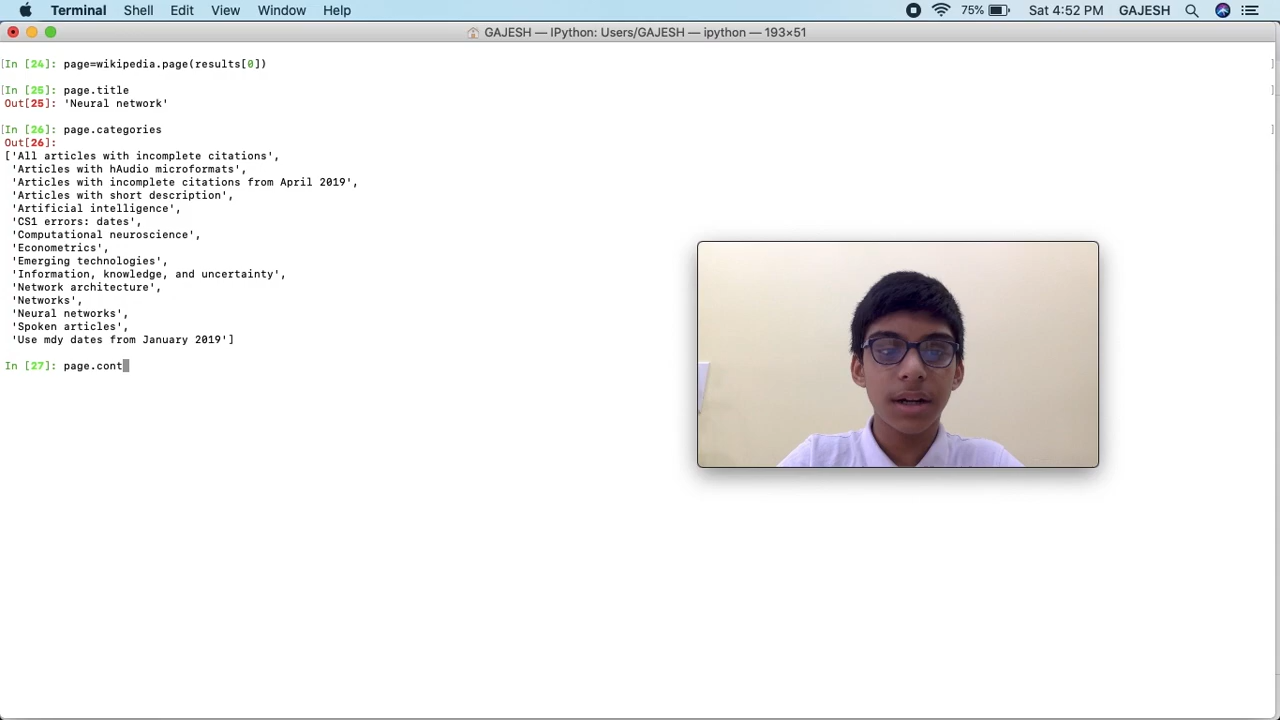 Terminal Shell Edit View Window Help 75% Sat 4:52 PM GAJESH
GAJESH — IPython: Users/GAJESH — ipython — 193×51
[In [24]: page=wikipedia.page(results[0]) ]
[In [25]: page.title ]
Out[25]: 'Neural network'
[In [26]: page.categories ]
Out[26]:
['All articles with incomplete citations',
'Articles with hAudio microformats',
'Articles with incomplete citations from April 2019',
'Articles with short description',
'Artificial intelligence',
'CS1 errors: dates',
'Computational neuroscience',
'Econometrics',
'Emerging technologies',
'Information, knowledge, and uncertainty',
'Network architecture',
'Networks',
'Neural networks',
'Spoken articles',
'Use mdy dates from January 2019']
In [27]: page.cont